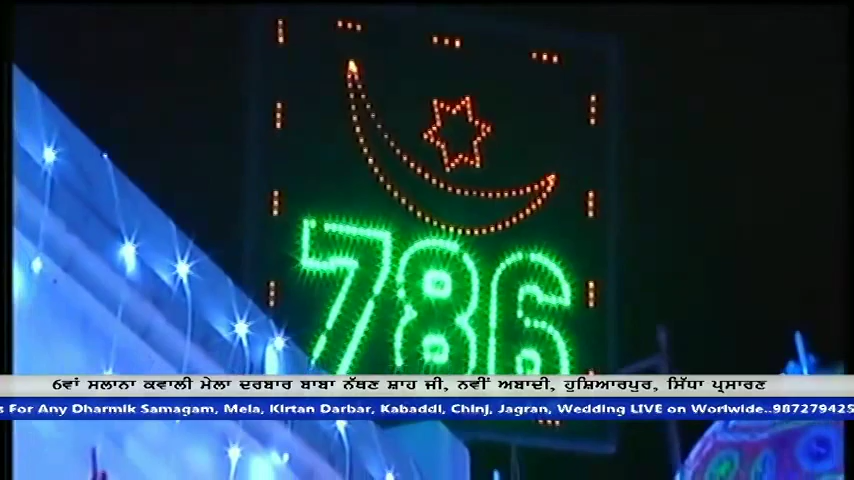 786
6ਵਾਂ ਸਲਾਨਾ ਕਵਾਲੀ ਮੇਲਾ ਦਰਬਾਰ ਬਾਬਾ ਨੱਥਣ ਸ਼ਾਹ ਜੀ, ਨਵੀਂ ਅਬਾਦੀ, ਹੁਸ਼ਿਆਰਪੁਰ, ਸਿੱਧਾ ਪ੍ਰਸਾਰਣ
s For Any Dharmik Samagam, Mela, Kirtan Darbar, Kabaddi, Chinj, Jagran, Wedding LIVE on Worlwide..987279425